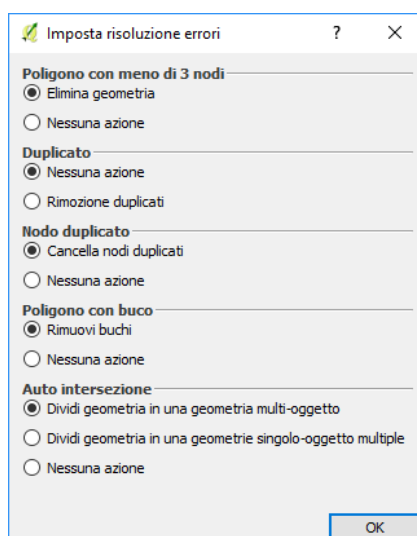 Imposta risoluzione errori
Poligono con meno di 3 nodi
Elimina geometria
Nessuna azione
Duplicato
Nessuna azione
Rimozione duplicati
Nodo duplicato
Cancella nodi duplicati
Nessuna azione
Poligono con buco
Rimuovi buchi
Nessuna azione
Auto intersezione
Dividi geometria in una geometria multi-oggetto
Dividi geometria in una geometrie singolo-oggetto multiple
Nessuna azione
OK